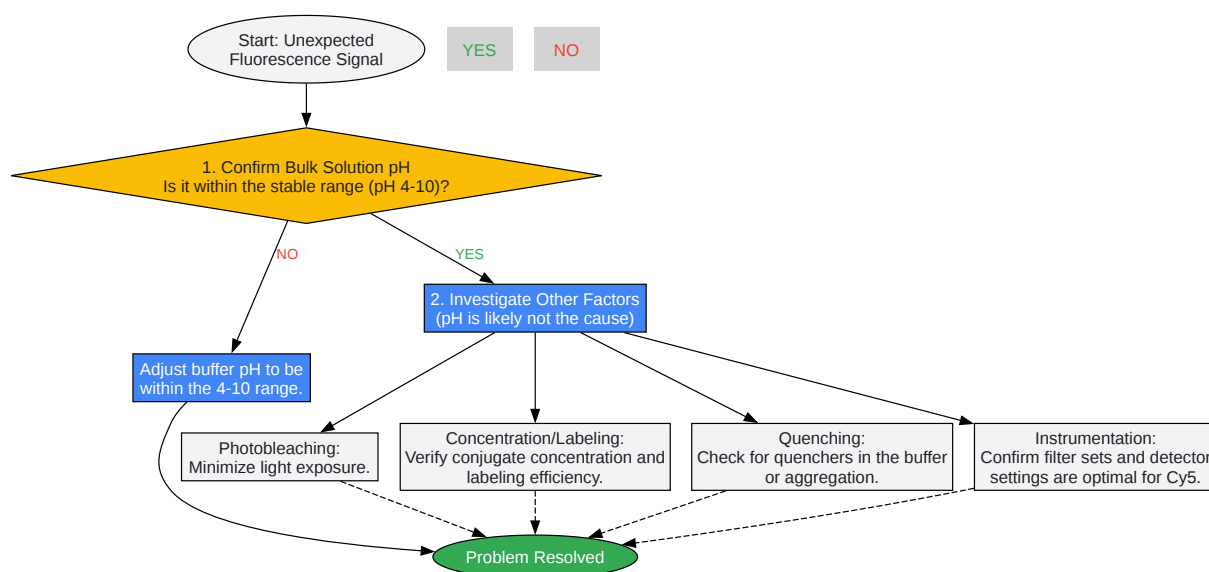 Start: Unexpected
Fluorescence Signal
YES
NO
1. Confirm Bulk Solution pH
Is it within the stable range (pH 4-10)?
NO
YES
2. Investigate Other Factors
(pH is likely not the cause)
Adjust buffer pH to be
within the 4-10 range.
Photobleaching:
Minimize light exposure.
Concentration/Labeling:
Verify conjugate concentration and
labeling efficiency.
Quenching:
Check for quenchers in the buffer
or aggregation.
Instrumentation:
Confirm filter sets and detector
settings are optimal for Cy5.
Problem Resolved